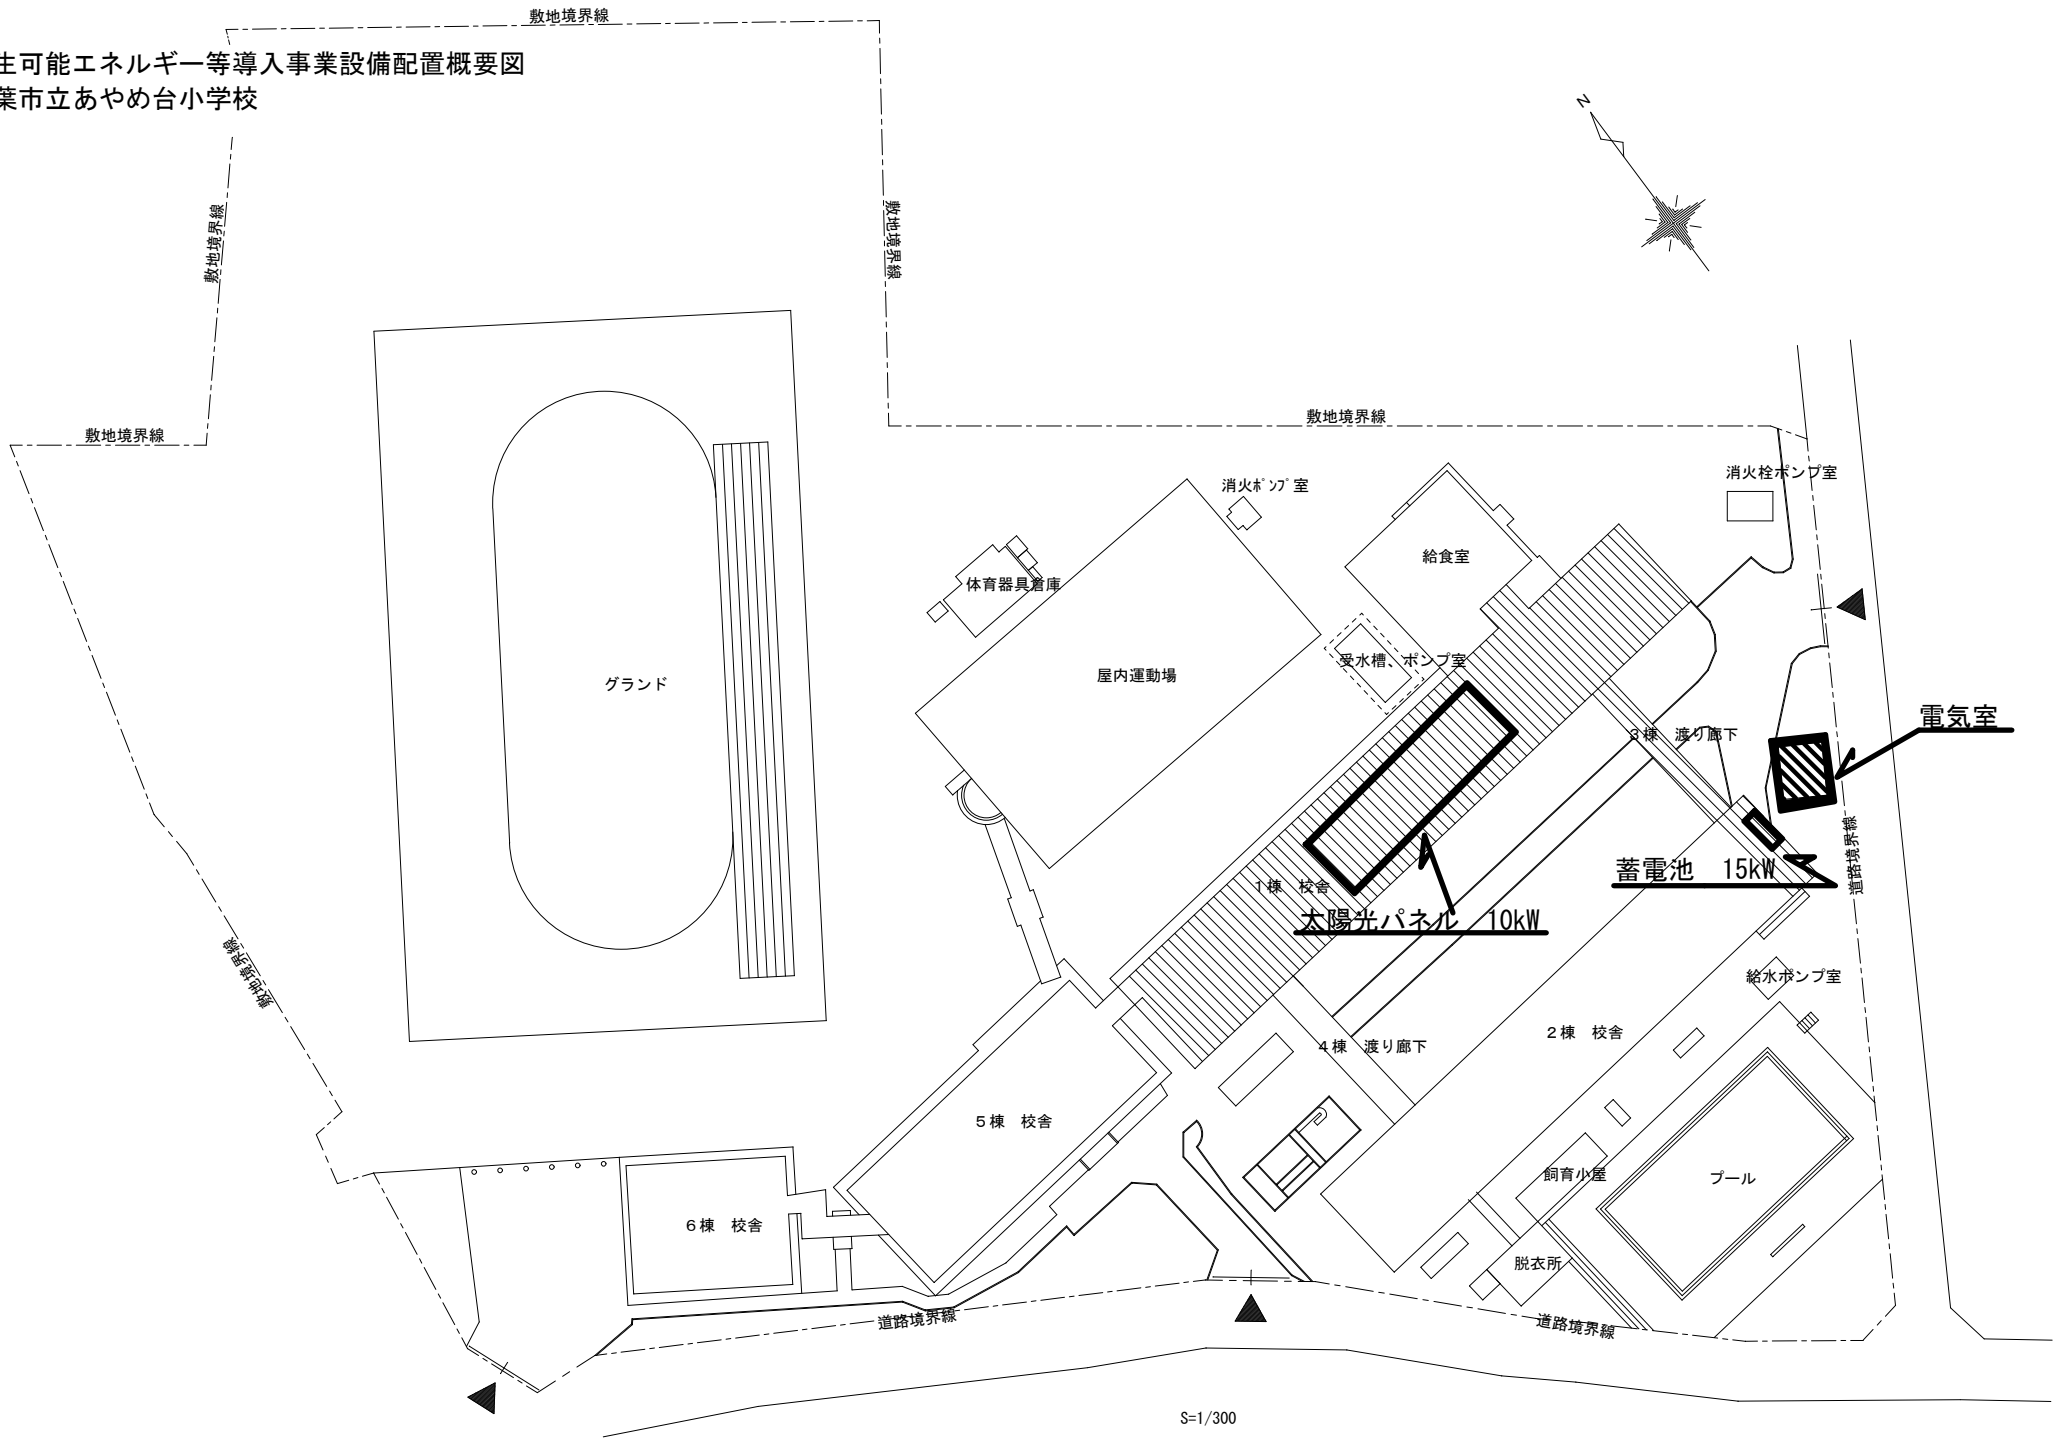 敷地境界線
生可能エネルギー等導入事業設備配置概要図
葉市立あやめ台小学校
N
敷地境界線
敷地境界線
敷地境界線
敷地境界線
消火栓ポンプ室
消火ポンプ室
給食室
体育器具倉庫
受水槽、ポンプ室
屋内運動場
グランド
電気室
3棟 渡り廊下
道路境界線
蓄電池 15kW
1棟 校舎
太陽光パネル 10kW
敷地境界線
給水ポンプ室
2棟 校舎
4棟 渡り廊下
5棟 校舎
飼育小屋
プール
6棟 校舎
脱衣所
道路境界線
道路境界線
S=1/300